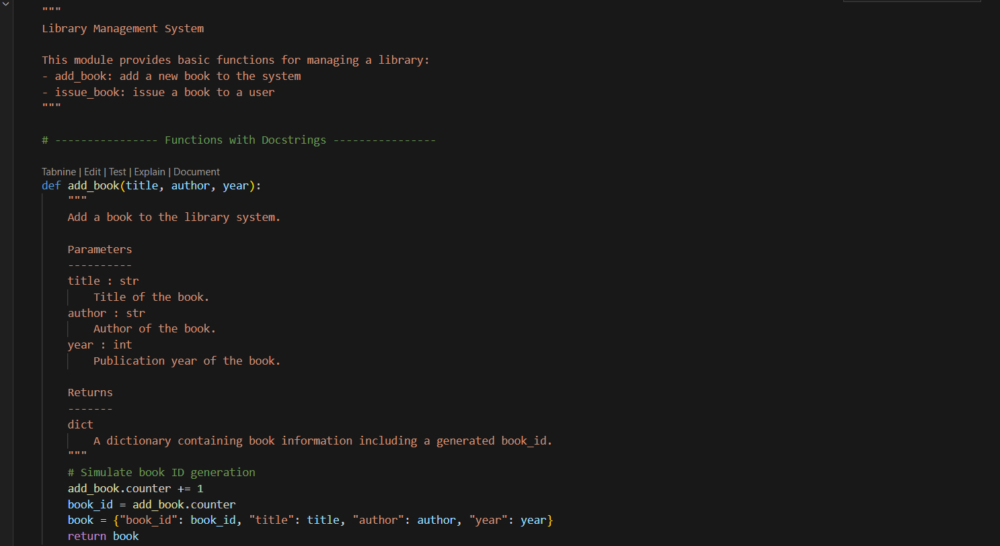 """
Library Management System
This module provides basic functions for managing a library:
- add_book: add a new book to the system
- issue_book: issue a book to a user
"""
# ---------------- Functions with Docstrings ----------------
Tabnine | Edit | Test | Explain | Document
def add_book(title, author, year):
"""
Add a book to the library system.
Parameters
----------
title : str
Title of the book.
author : str
Author of the book.
year : int
Publication year of the book.
Returns
-------
dict
A dictionary containing book information including a generated book_id.
"""
# Simulate book ID generation
add_book.counter += 1
book_id = add_book.counter
book = {"book_id": book_id, "title": title, "author": author, "year": year}
return book